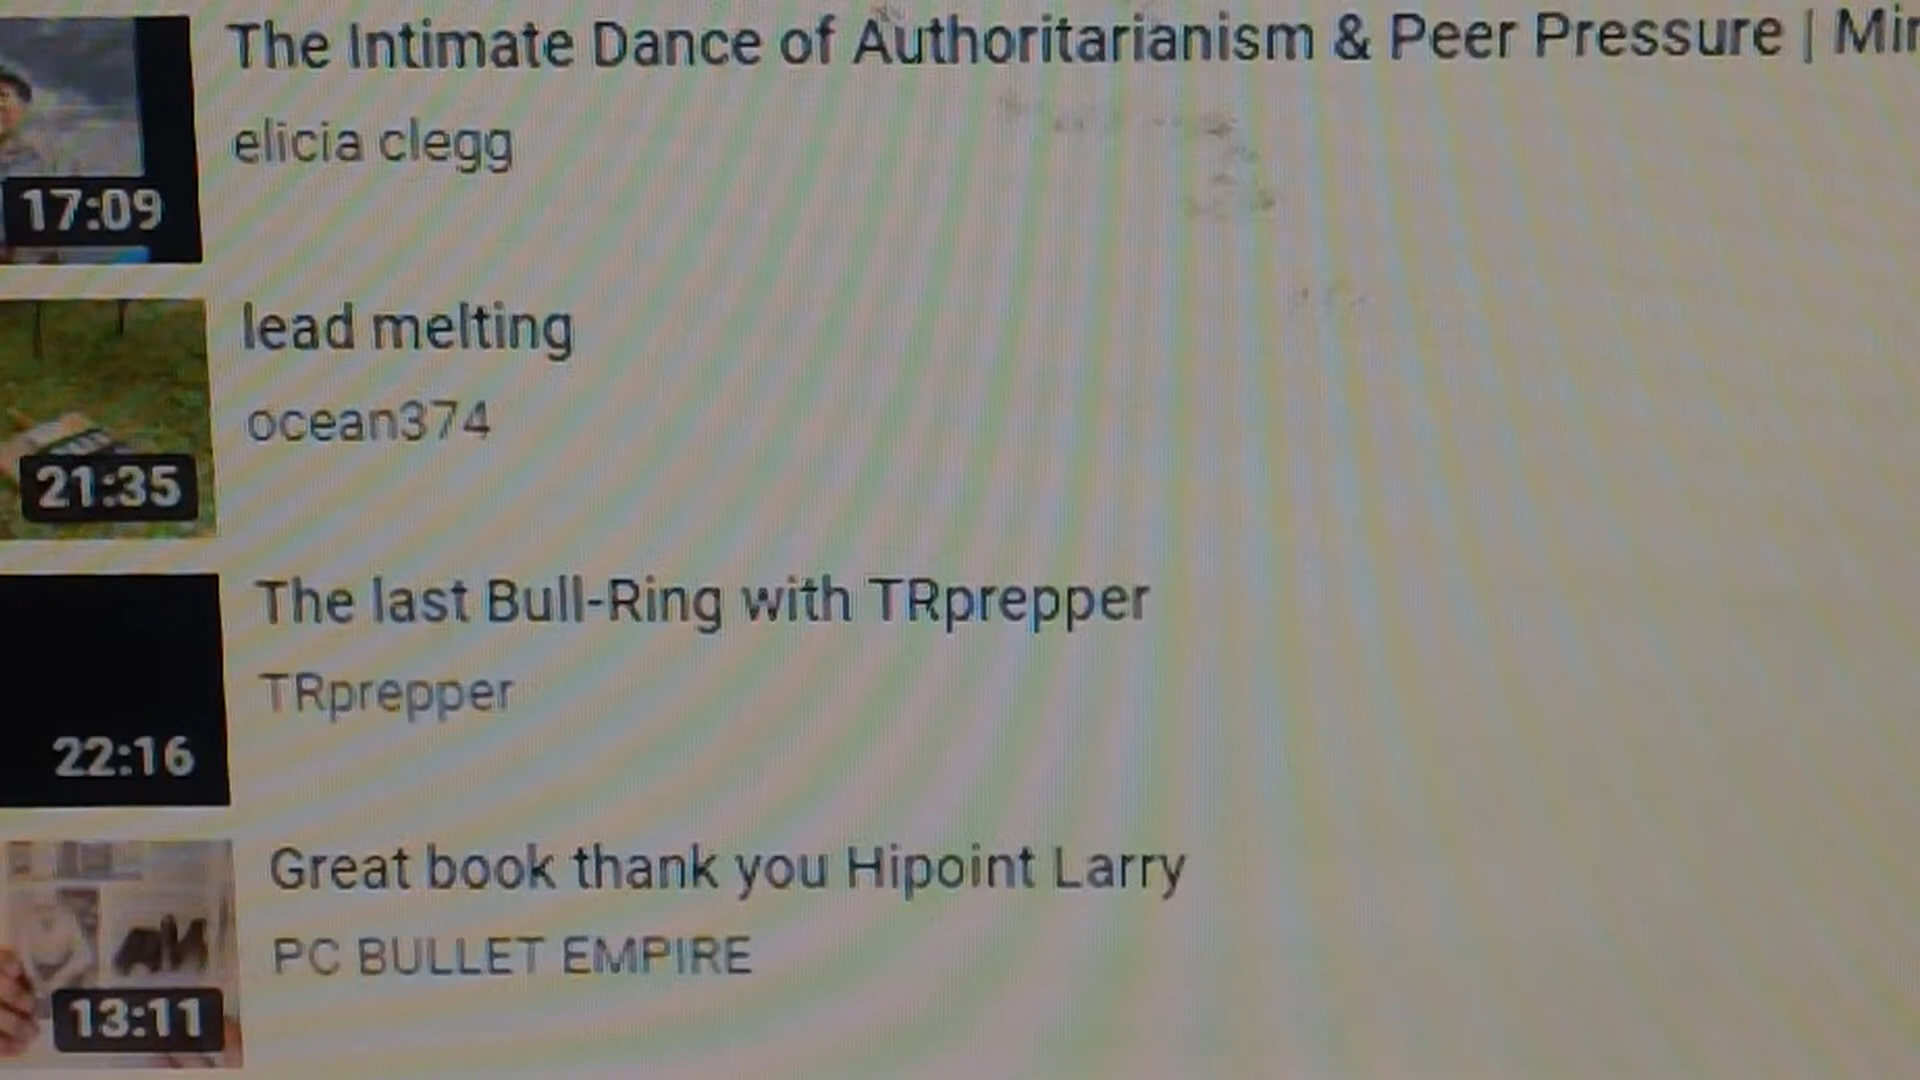 The Intimate Dance of Authoritarianism & Peer Pressure |
elicia clegg
17:09
lead melting
ocean374
21:35
The last Bull-Ring with TRprepper
TRprepper
22:16
Great book thank you Hipoint Larry
PC BULLET EMPIRE
13:11